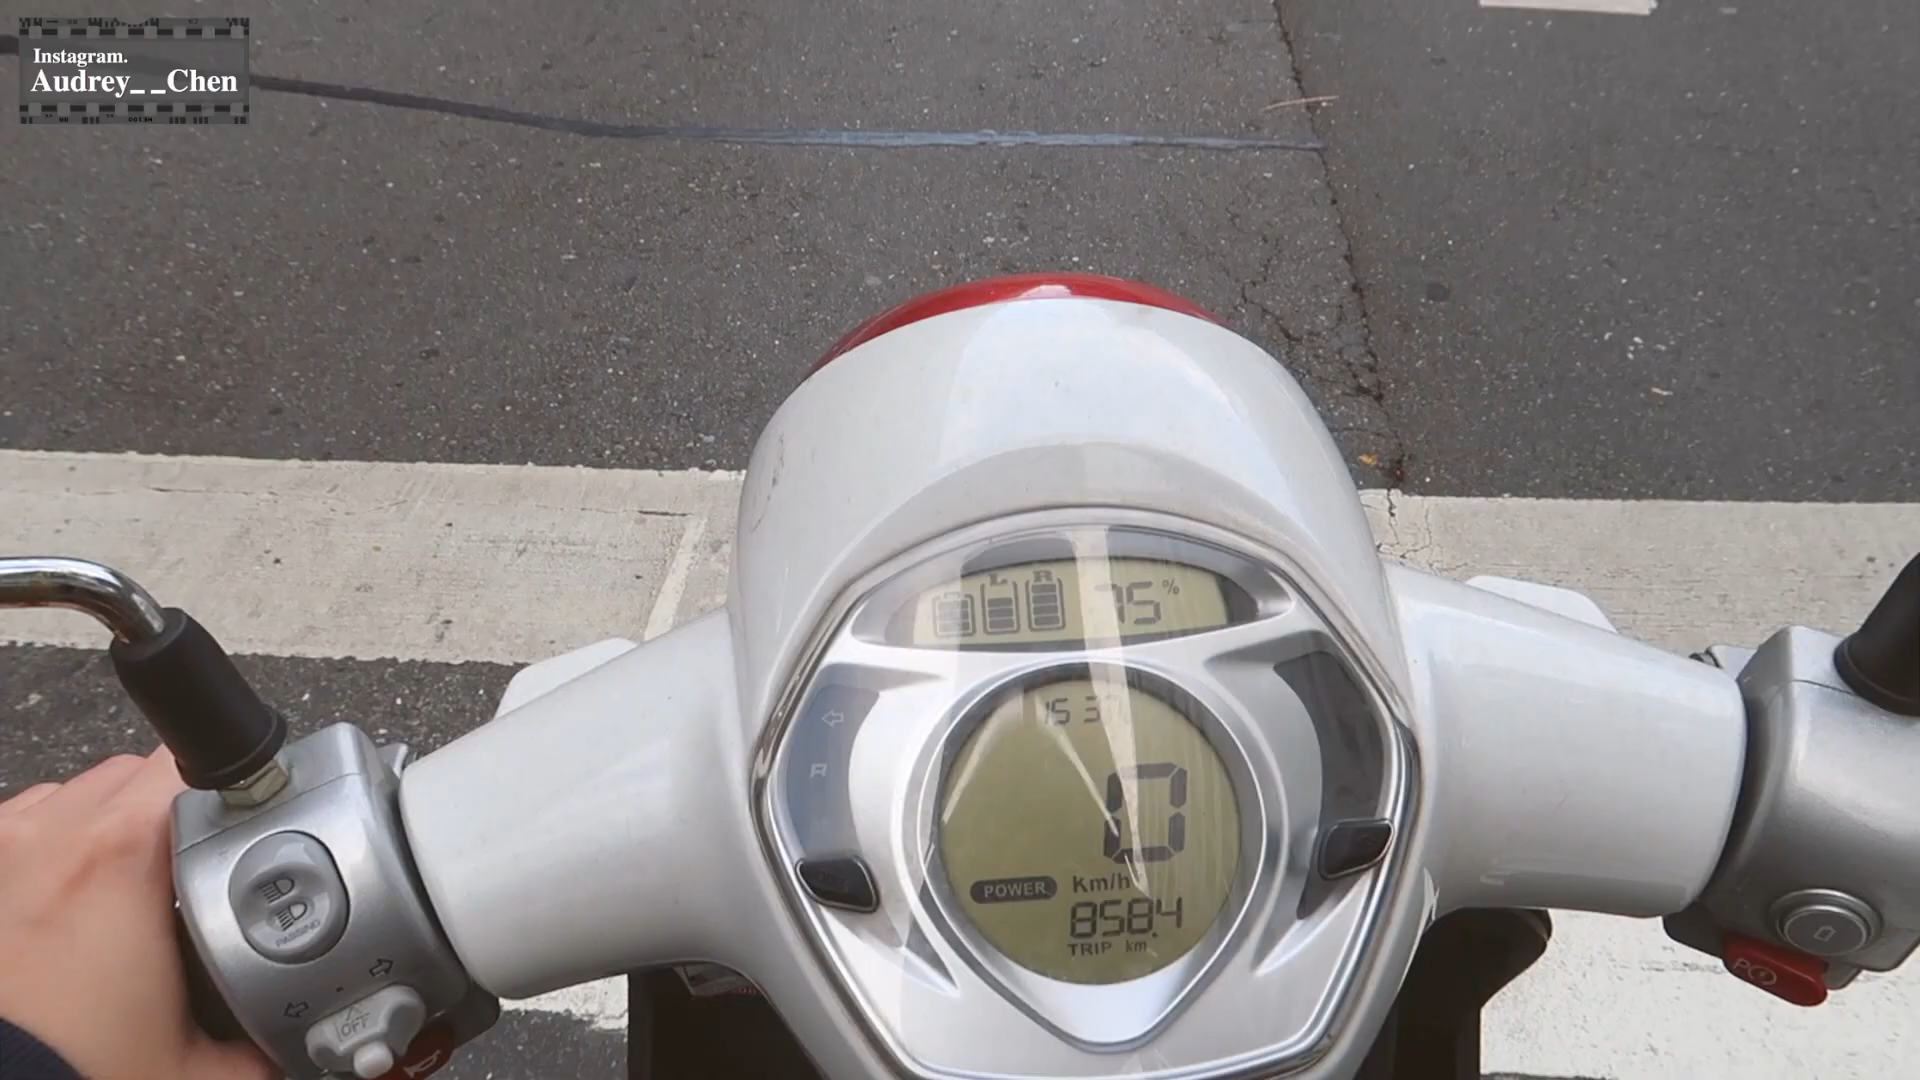 Instagram.
Audrey__Chen
L R
75%
15 37
0
POWER Km/h
858.4
TRIP km
PASSING
OFF
P